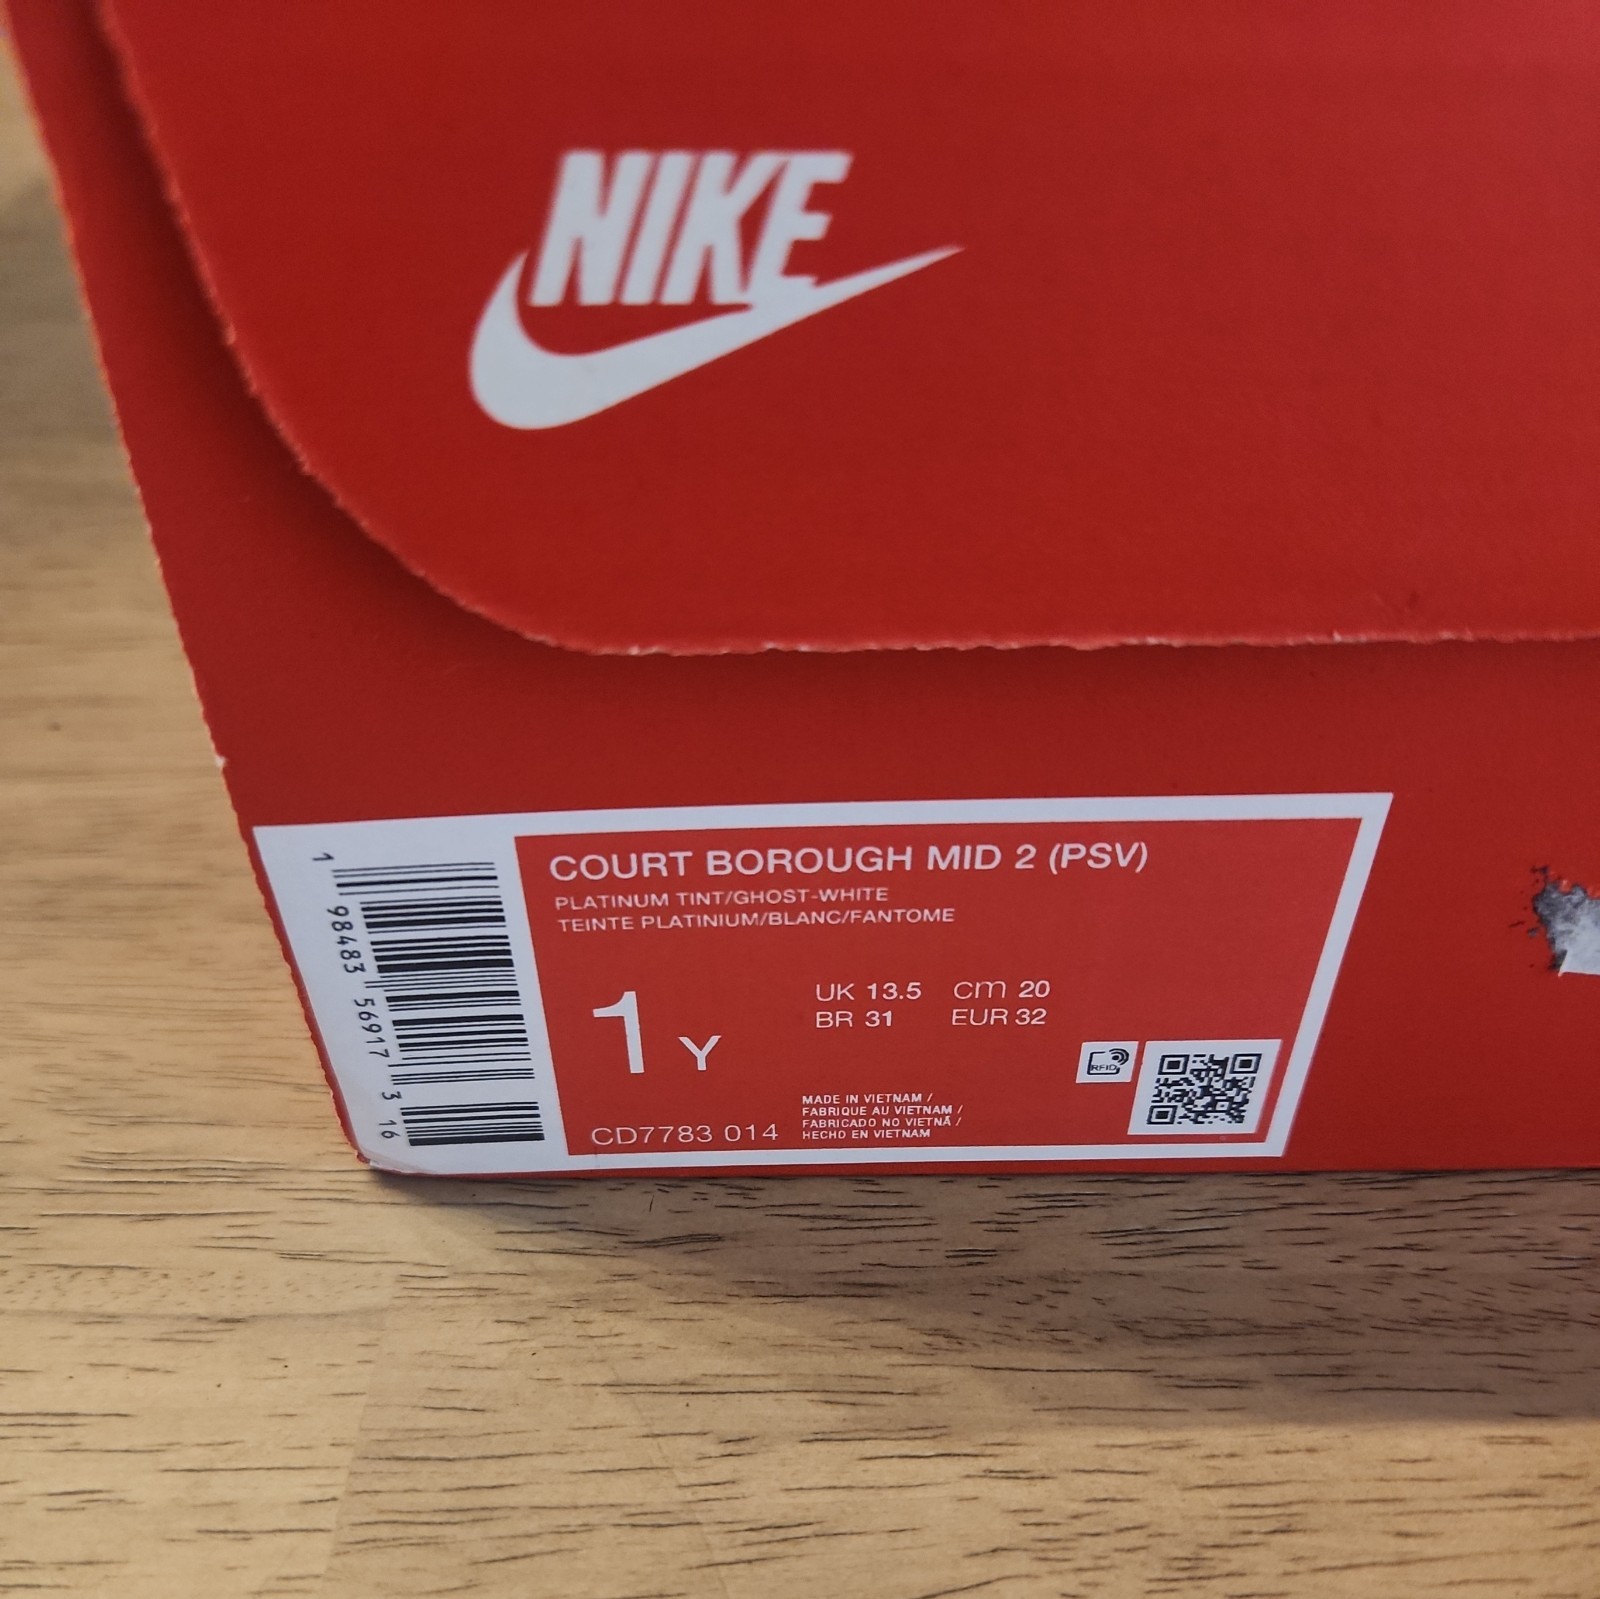 NIKE
COURT BOROUGH MID 2 (PSV)
PLATINUM TINT/GHOST-WHITE
TEINTE PLATINIUM/BLANC/FANTOME
1 Y
UK 13.5 cm 20
BR 31 EUR 32
RFID
CD7783 014
MADE IN VIETNAM /
FABRIQUE AU VIETNAM /
FABRICADO NO VIETNÃ /
HECHO EN VIETNAM
1 98483 56917 3 16